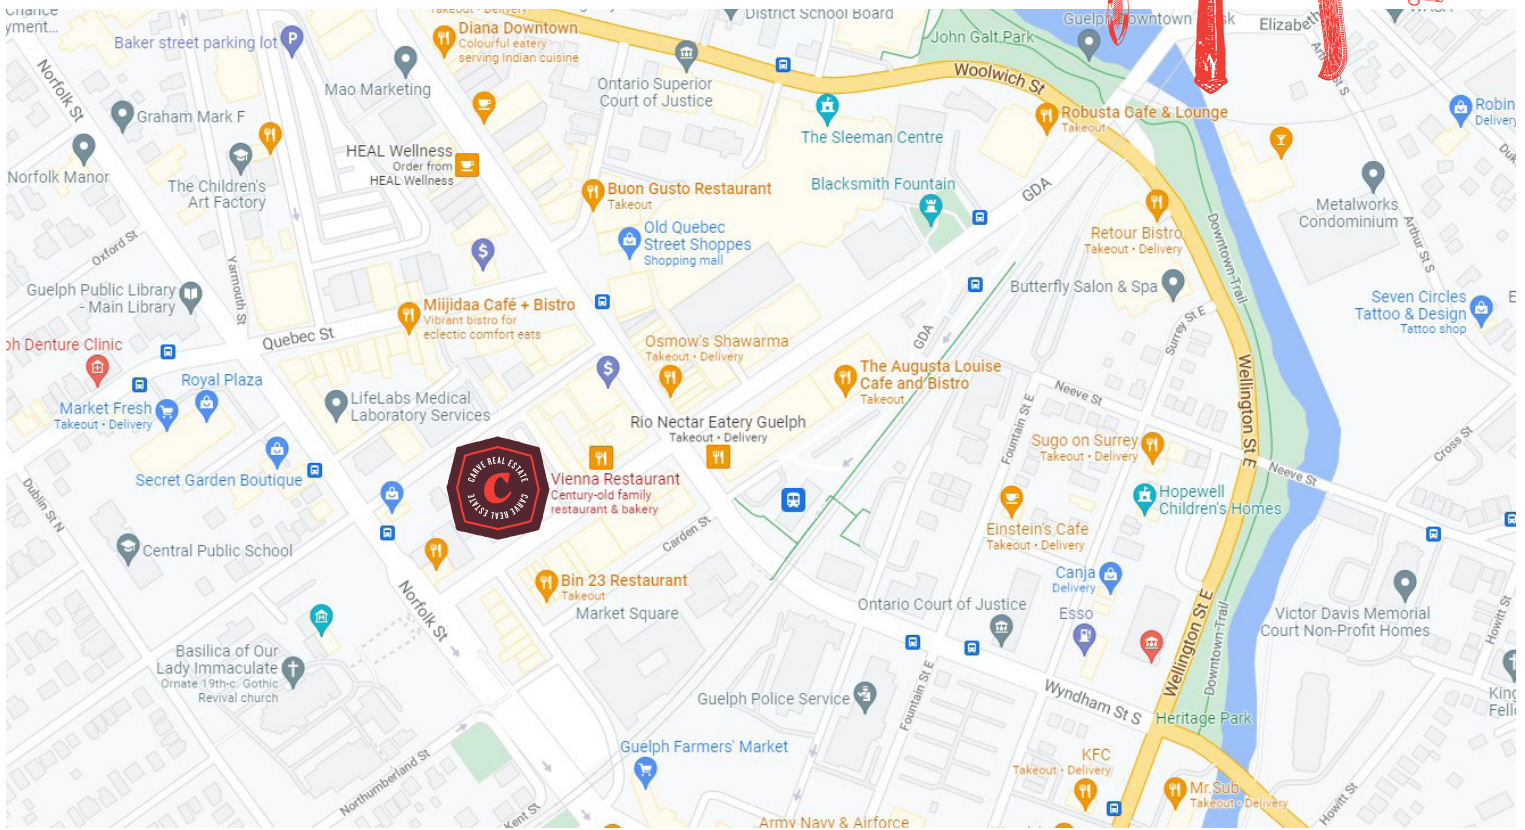 yment...
Baker street parking lot
P
Diana Downtown
Colourful eatery
serving Indian cuisine
District School Board
Guelph Downtown
Elizabeth
John Galt Park
Norfolk St
Mao Marketing
Ontario Superior
Court of Justice
Woolwich St
Graham Mark F
The Sleeman Centre
Robusta Cafe & Lounge
Takeout
Robin
Delivery
HEAL Wellness
Order from
HEAL Wellness
Norfolk Manor
The Children's
Art Factory
Buon Gusto Restaurant
Takeout
Blacksmith Fountain
GDA
Metalworks
Condominium
Old Quebec
Street Shoppes
Shopping mall
Retour Bistro
Takeout • Delivery
Downtown-Trail
Arthur St S
Oxford St
Yarmouth St
Guelph Public Library
- Main Library
Miijidaa Café + Bistro
Vibrant bistro for
eclectic comfort eats
Butterfly Salon & Spa
Seven Circles
Tattoo & Design
Tattoo shop
Quebec St
GDA
Surrey St E
ph Denture Clinic
Osmow's Shawarma
Takeout • Delivery
$
The Augusta Louise
Cafe and Bistro
Takeout
Wellington St E
Royal Plaza
LifeLabs Medical
Laboratory Services
Neeve St
Market Fresh
Takeout • Delivery
Rio Nectar Eatery Guelph
Takeout • Delivery
Fountain St E
Sugo on Surrey
Takeout • Delivery
Cross St
Secret Garden Boutique
CARVE REAL ESTATE
C
CARVE REAL ESTATE
Vienna Restaurant
Century-old family
restaurant & bakery
Neeve St
Hopewell
Children's Homes
Dublin St N
Carden St
Einstein's Cafe
Takeout • Delivery
Central Public School
Bin 23 Restaurant
Takeout
Canja
Delivery
Norfolk St
Market Square
Ontario Court of Justice
Esso
Victor Davis Memorial
Court Non-Profit Homes
Howitt St
Basilica of Our
Lady Immaculate
Ornate 19th-c. Gothic
Revival church
Wellington St E
Downtown-Trail
Guelph Police Service
Fountain St E
Wyndham St S
King
Fell
Heritage Park
Guelph Farmers' Market
KFC
Takeout • Delivery
Northumberland St
Mr.Sub
Takeout • Delivery
Kent St
Army Navy & Airforce
Howitt St